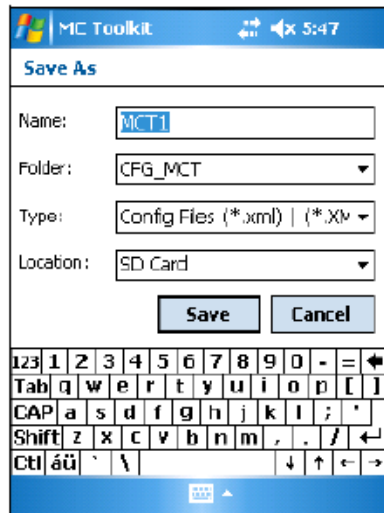 MC Toolkit 5:47
Save As
Name: MCT1
Folder: CFG_MCT
Type: Config Files (*.xml) | (*.XM
Location: SD Card
Save Cancel
123 1 2 3 4 5 6 7 8 9 0 - = ←
Tab q w e r t y u i o p [ ]
CAP a s d f g h j k l ; '
Shift z x c v b n m , . / ↵
Ctl áü ` \ ↓ ↑ ← →